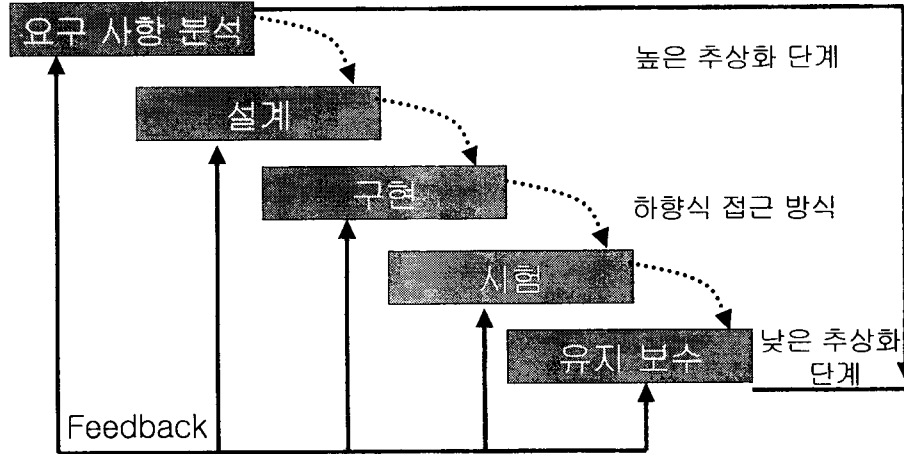 요구 사항 분석
높은 추상화 단계
설계
구현
하향식 접근 방식
시험
유지 보수
낮은 추상화
단계
Feedback